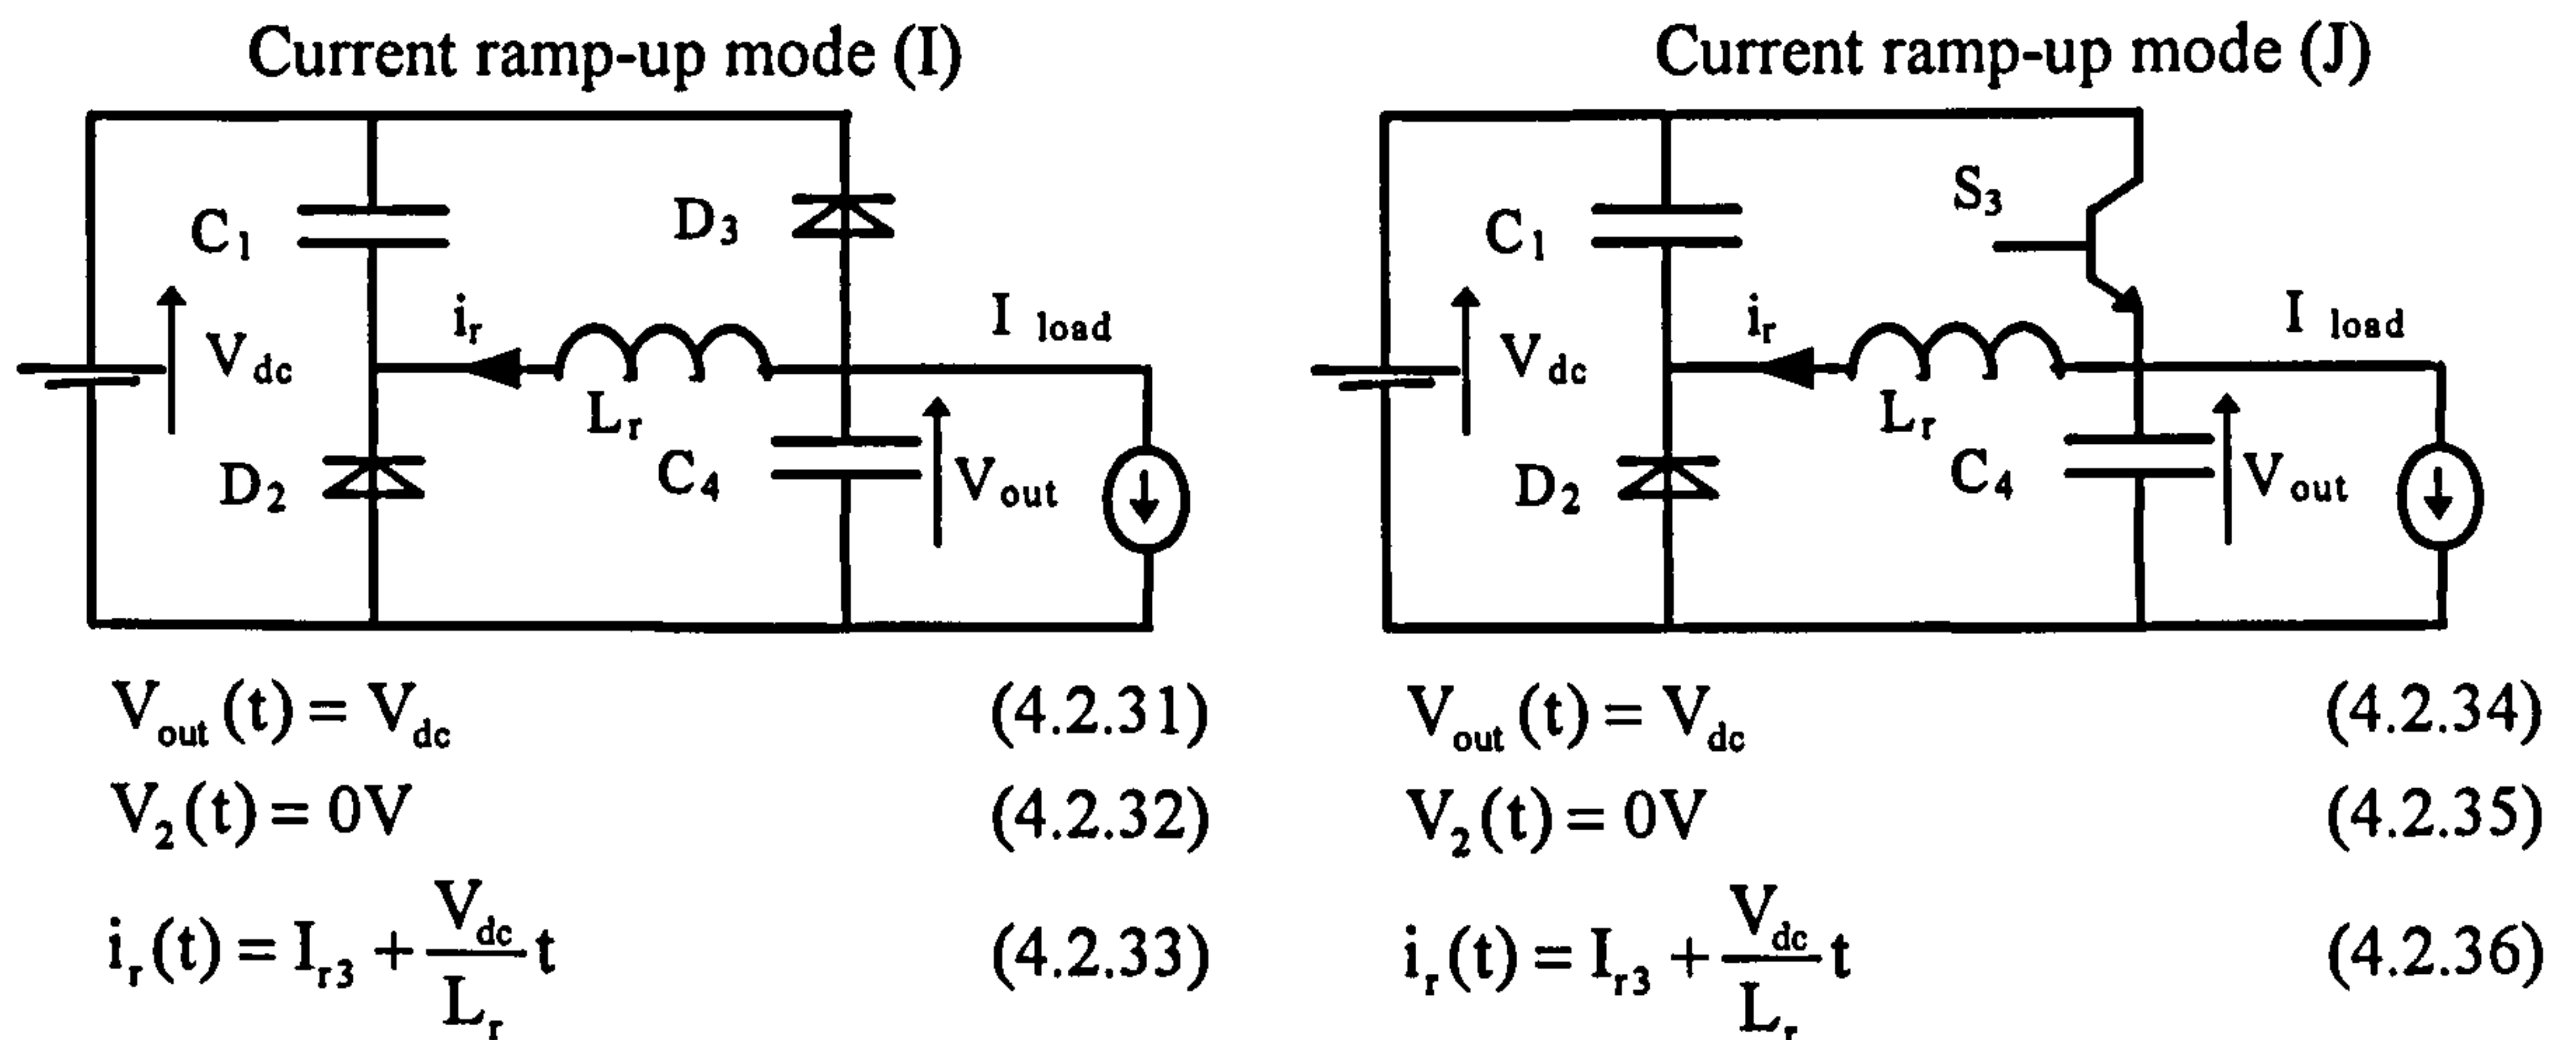 Current ramp-up mode (I)
C1
D3
Vdc
ir
Lr
I load
D2
C4
Vout
Vout(t) = Vdc (4.2.31)
V2(t) = 0V (4.2.32)
ir(t) = Ir3 + Vdc/Lr t (4.2.33)
Current ramp-up mode (J)
C1
S3
Vdc
ir
Lr
I load
D2
C4
Vout
Vout(t) = Vdc (4.2.34)
V2(t) = 0V (4.2.35)
ir(t) = Ir3 + Vdc/Lr t (4.2.36)